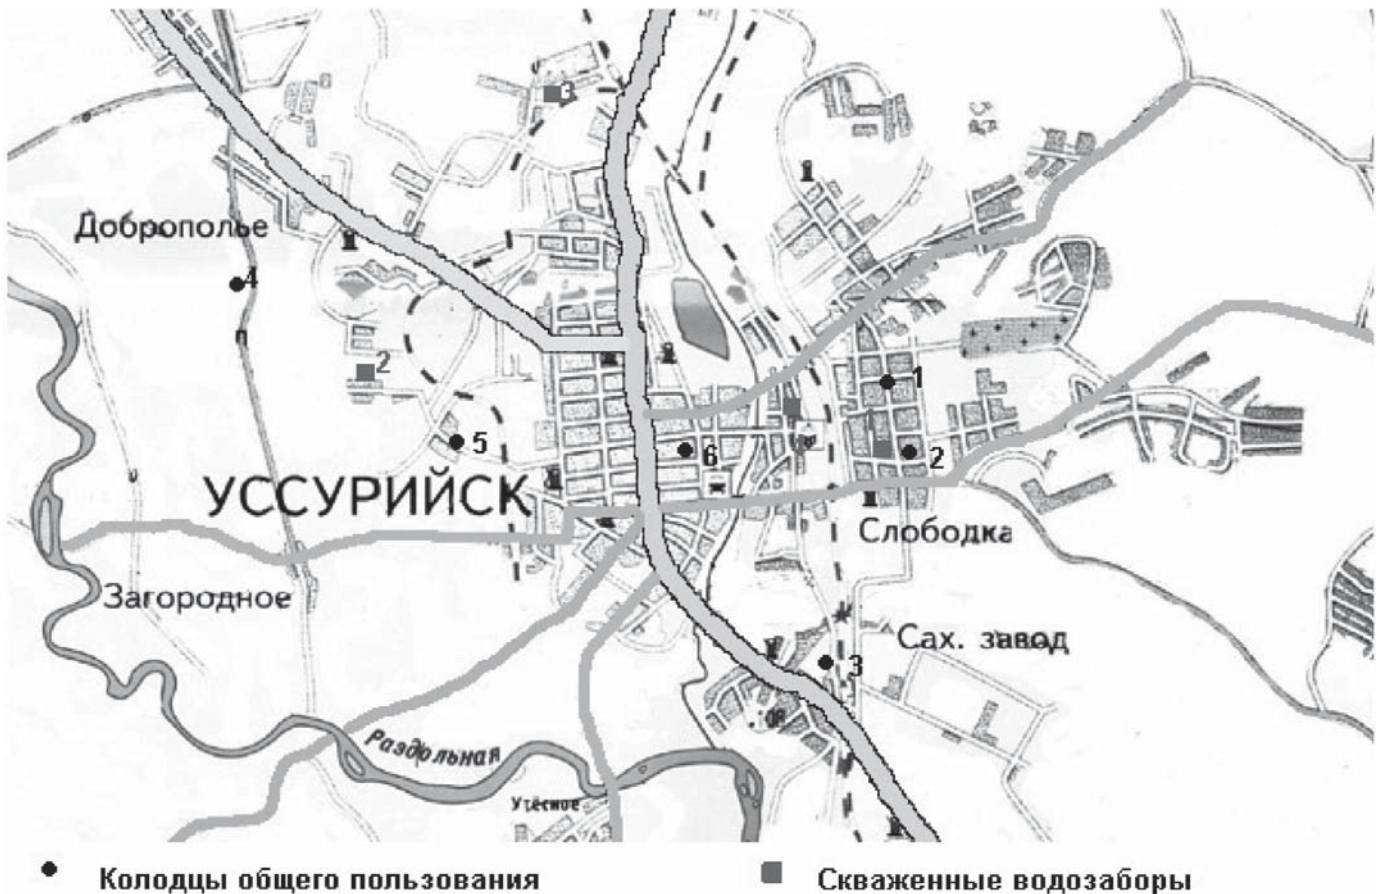 3
Доброполье
4
2
1
5
6
2
УССУРИЙСК
Слободка
Загородное
Сах. завод
3
Раздольная
Утёсное
Колодцы общего пользования
Скваженные водозаборы